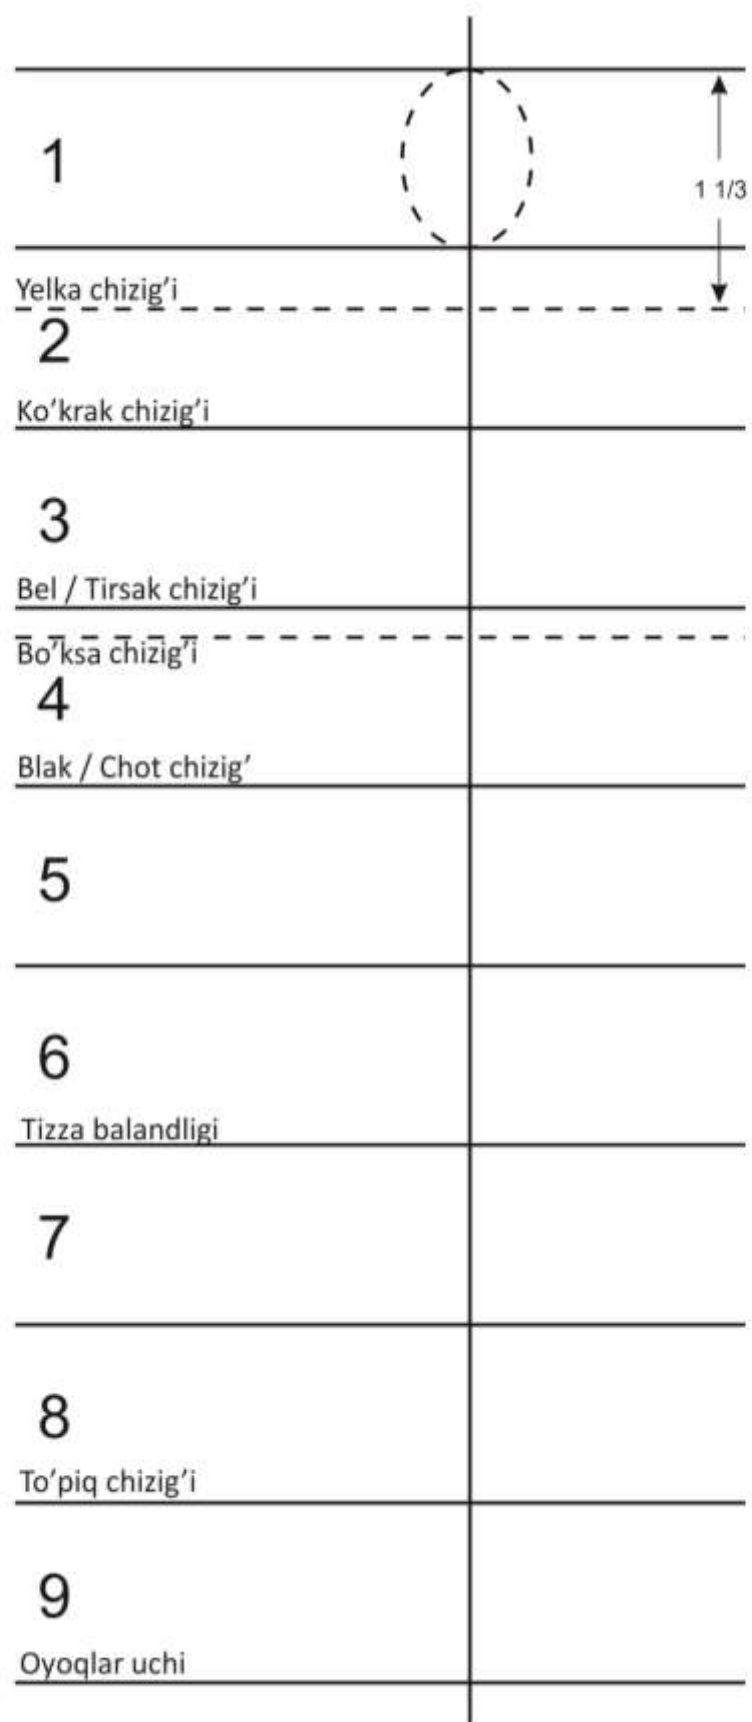 1
1 1/3
Yelka chizig’i
2
Ko’krak chizig’i
3
Bel / Tirsak chizig’i
Bo’ksa chizig’i
4
Blak / Chot chizig’
5
6
Tizza balandligi
7
8
To’piq chizig’i
9
Oyoqlar uchi